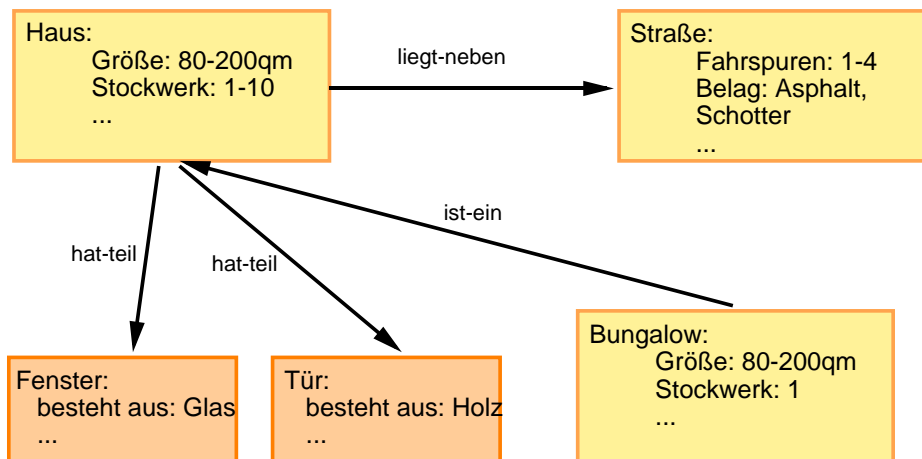 Haus:
Größe: 80-200qm
Stockwerk: 1-10
...
liegt-neben
Straße:
Fahrspuren: 1-4
Belag: Asphalt,
Schotter
...
ist-ein
hat-teil
hat-teil
Fenster:
besteht aus: Glas
...
Tür:
besteht aus: Holz
...
Bungalow:
Größe: 80-200qm
Stockwerk: 1
...